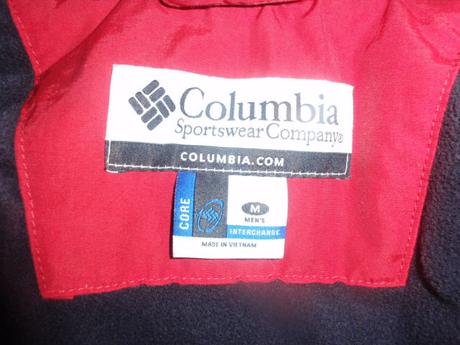 Columbia
Sportswear Company®
COLUMBIA.COM
CORE
M
MEN'S
INTERCHANGE
MADE IN VIETNAM